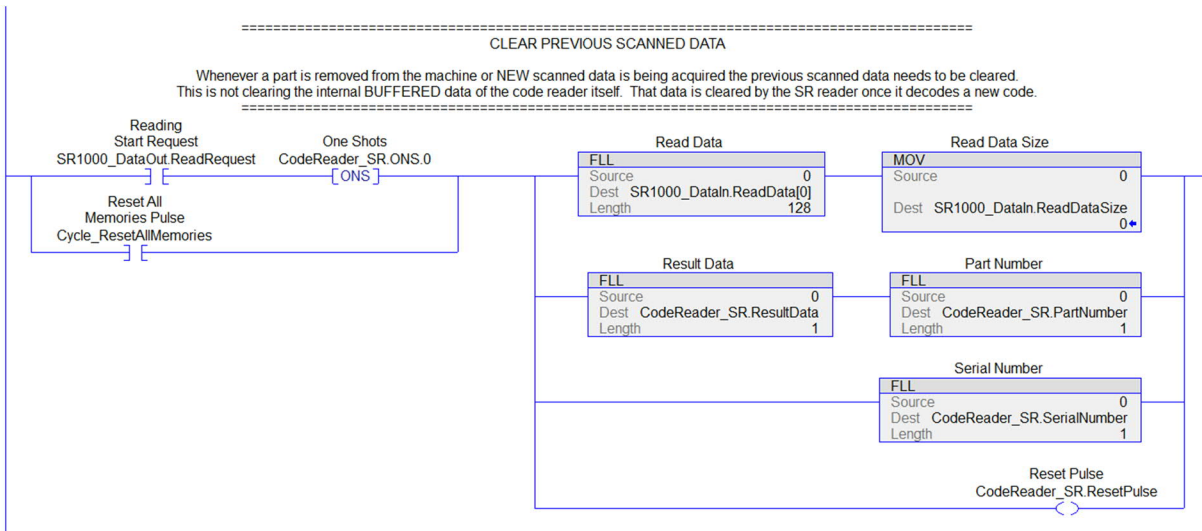 ==============================================================================================
CLEAR PREVIOUS SCANNED DATA
Whenever a part is removed from the machine or NEW scanned data is being acquired the previous scanned data needs to be cleared.
This is not clearing the internal BUFFERED data of the code reader itself.  That data is cleared by the SR reader once it decodes a new code.
==============================================================================================
Reading
Start Request
SR1000_DataOut.ReadRequest
One Shots
CodeReader_SR.ONS.0
ONS
Reset All
Memories Pulse
Cycle_ResetAllMemories
Read Data
FLL
Source 0
Dest SR1000_DataIn.ReadData[0]
Length 128
Read Data Size
MOV
Source 0
Dest SR1000_DataIn.ReadDataSize
0
Result Data
FLL
Source 0
Dest CodeReader_SR.ResultData
Length 1
Part Number
FLL
Source 0
Dest CodeReader_SR.PartNumber
Length 1
Serial Number
FLL
Source 0
Dest CodeReader_SR.SerialNumber
Length 1
Reset Pulse
CodeReader_SR.ResetPulse